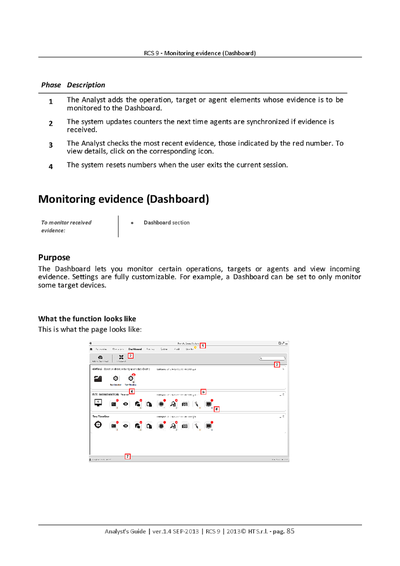 RCS 9 - Monitoring evidence (Dashboard)
Phase Description
1 The Analyst adds the operation, target or agent elements whose evidence is to be
monitored to the Dashboard.
2 The system updates counters the next time agents are synchronized if evidence is
received.
3 The Analyst checks the most recent evidence, those indicated by the red number. To
view details, click on the corresponding icon.
4 The system resets numbers when the user exits the current session.
Monitoring evidence (Dashboard)
To monitor received
evidence:
• Dashboard section
Purpose
The Dashboard lets you monitor certain operations, targets or agents and view incoming
evidence. Settings are fully customizable. For example, a Dashboard can be set to only monitor
some target devices.
What the function looks like
This is what the page looks like:
Dashboard
Analyst's Guide | ver.1.4 SEP-2013 | RCS 9 | 2013© HT S.r.l. - pag. 85